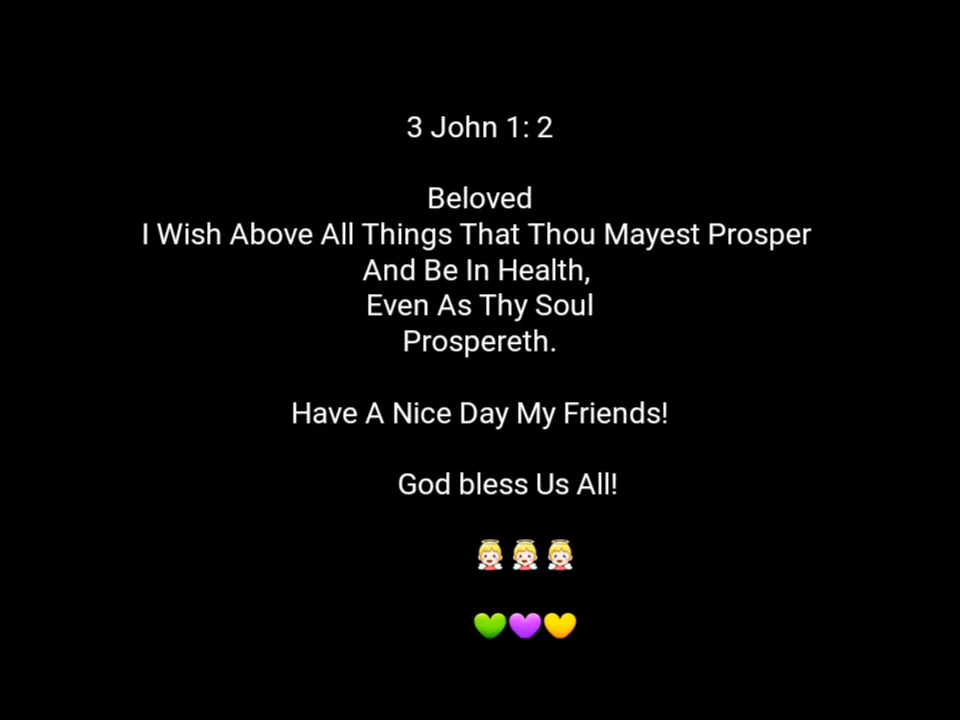 3 John 1: 2
Beloved
I Wish Above All Things That Thou Mayest Prosper
And Be In Health,
Even As Thy Soul
Prospereth.
Have A Nice Day My Friends!
God bless Us All!
👼👼👼
💚💜💛